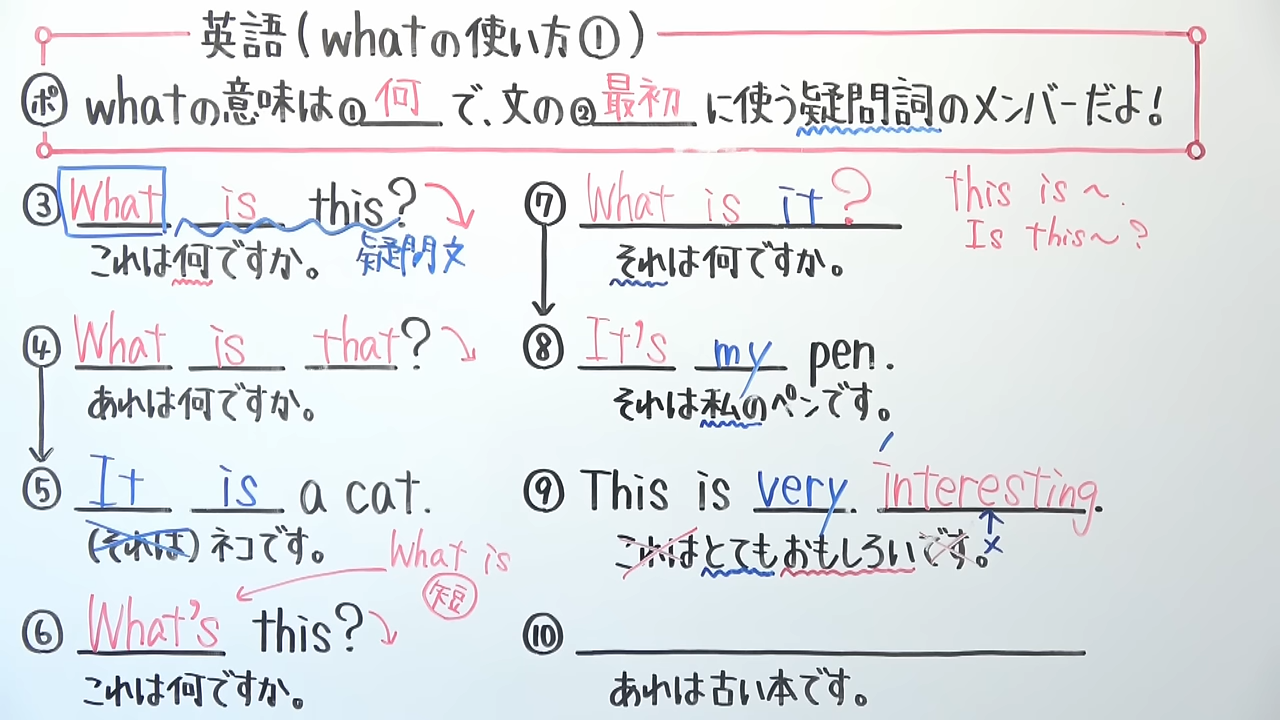 英語(whatの使い方①)
ポ whatの意味は①何で、文の②最初に使う疑問詞のメンバーだよ!
③ What is this?
疑問文
これは何ですか。
④ What is that?
あれは何ですか。
⑤ It is a cat.
(それは)ネコです。
What is
短
⑥ What's this?
これは何ですか。
⑦ What is it?
それは何ですか。
this is ~.
Is this~?
⑧ It's my pen.
それは私のペンです。
⑨ This is very interesting.
これはとてもおもしろいです。
×
⑩
あれは古い本です。